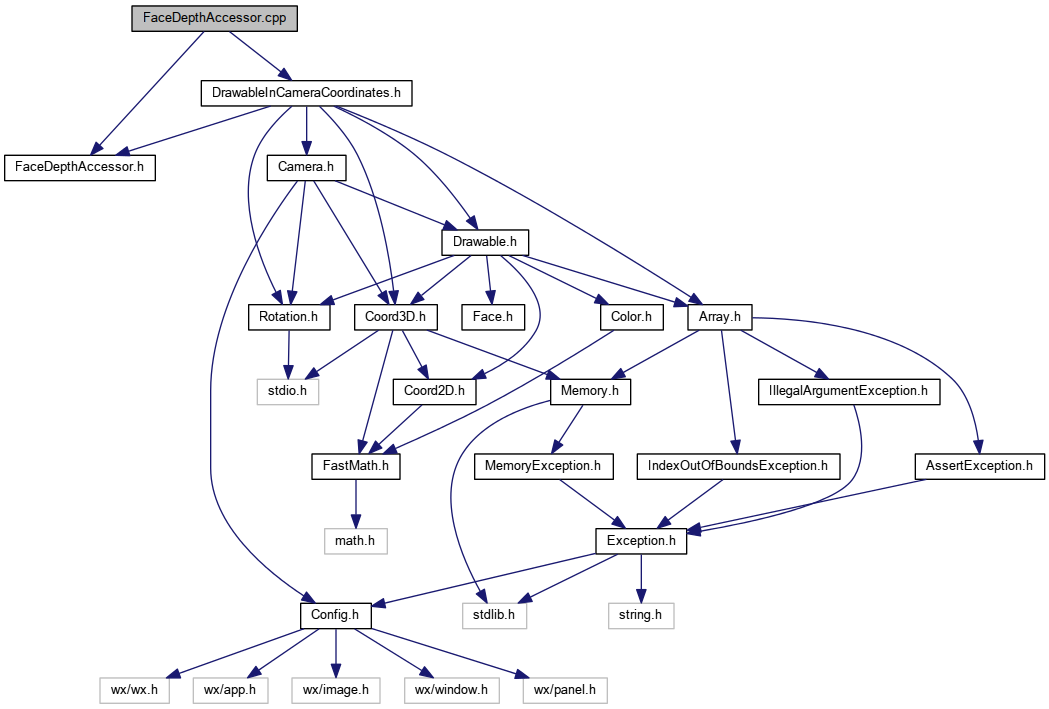 FaceDepthAccessor.cpp
DrawableInCameraCoordinates.h
FaceDepthAccessor.h
Camera.h
Drawable.h
Rotation.h
Coord3D.h
Face.h
Color.h
Array.h
stdio.h
Coord2D.h
Memory.h
IllegalArgumentException.h
FastMath.h
MemoryException.h
IndexOutOfBoundsException.h
AssertException.h
math.h
Exception.h
Config.h
stdlib.h
string.h
wx/wx.h
wx/app.h
wx/image.h
wx/window.h
wx/panel.h